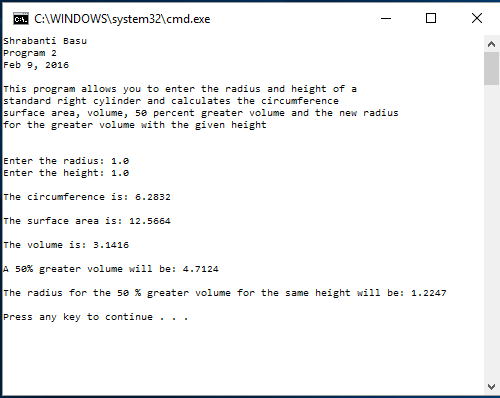 C:\WINDOWS\system32\cmd.exe
Shrabanti Basu
Program 2
Feb 9, 2016
This program allows you to enter the radius and height of a
standard right cylinder and calculates the circumference
surface area, volume, 50 percent greater volume and the new radius
for the greater volume with the given height
Enter the radius: 1.0
Enter the height: 1.0
The circumference is: 6.2832
The surface area is: 12.5664
The volume is: 3.1416
A 50% greater volume will be: 4.7124
The radius for the 50 % greater volume for the same height will be: 1.2247
Press any key to continue . . .